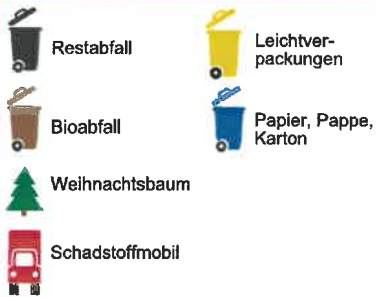 Restabfall
Leichtver-
packungen
Bioabfall
Papier, Pappe,
Karton
Weihnachtsbaum
Schadstoffmobil